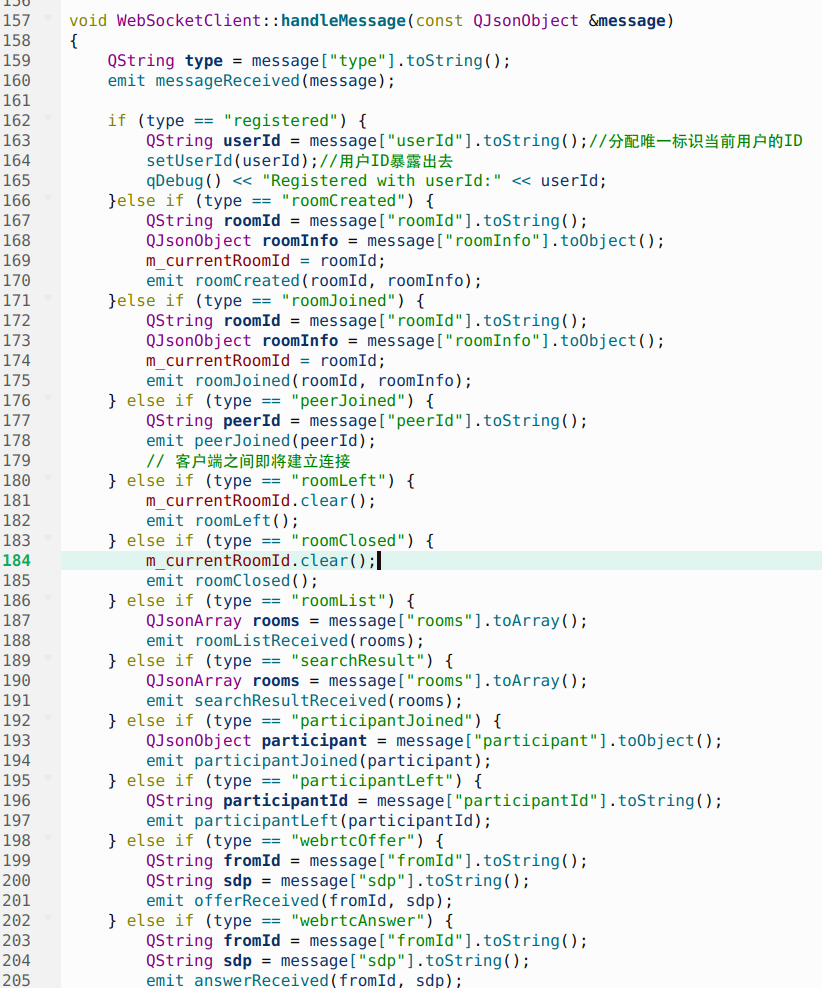 156
157 void WebSocketClient::handleMessage(const QJsonObject &message)
158 {
159     QString type = message["type"].toString();
160     emit messageReceived(message);
161
162     if (type == "registered") {
163         QString userId = message["userId"].toString();//分配唯一标识当前用户的ID
164         setUserId(userId);//用户ID暴露出去
165         qDebug() << "Registered with userId:" << userId;
166     }else if (type == "roomCreated") {
167         QString roomId = message["roomId"].toString();
168         QJsonObject roomInfo = message["roomInfo"].toObject();
169         m_currentRoomId = roomId;
170         emit roomCreated(roomId, roomInfo);
171     }else if (type == "roomJoined") {
172         QString roomId = message["roomId"].toString();
173         QJsonObject roomInfo = message["roomInfo"].toObject();
174         m_currentRoomId = roomId;
175         emit roomJoined(roomId, roomInfo);
176     } else if (type == "peerJoined") {
177         QString peerId = message["peerId"].toString();
178         emit peerJoined(peerId);
179         // 客户端之间即将建立连接
180     } else if (type == "roomLeft") {
181         m_currentRoomId.clear();
182         emit roomLeft();
183     } else if (type == "roomClosed") {
184         m_currentRoomId.clear();
185         emit roomClosed();
186     } else if (type == "roomList") {
187         QJsonArray rooms = message["rooms"].toArray();
188         emit roomListReceived(rooms);
189     } else if (type == "searchResult") {
190         QJsonArray rooms = message["rooms"].toArray();
191         emit searchResultReceived(rooms);
192     } else if (type == "participantJoined") {
193         QJsonObject participant = message["participant"].toObject();
194         emit participantJoined(participant);
195     } else if (type == "participantLeft") {
196         QString participantId = message["participantId"].toString();
197         emit participantLeft(participantId);
198     } else if (type == "webrtcOffer") {
199         QString fromId = message["fromId"].toString();
200         QString sdp = message["sdp"].toString();
201         emit offerReceived(fromId, sdp);
202     } else if (type == "webrtcAnswer") {
203         QString fromId = message["fromId"].toString();
204         QString sdp = message["sdp"].toString();
205         emit answerReceived(fromId, sdp);